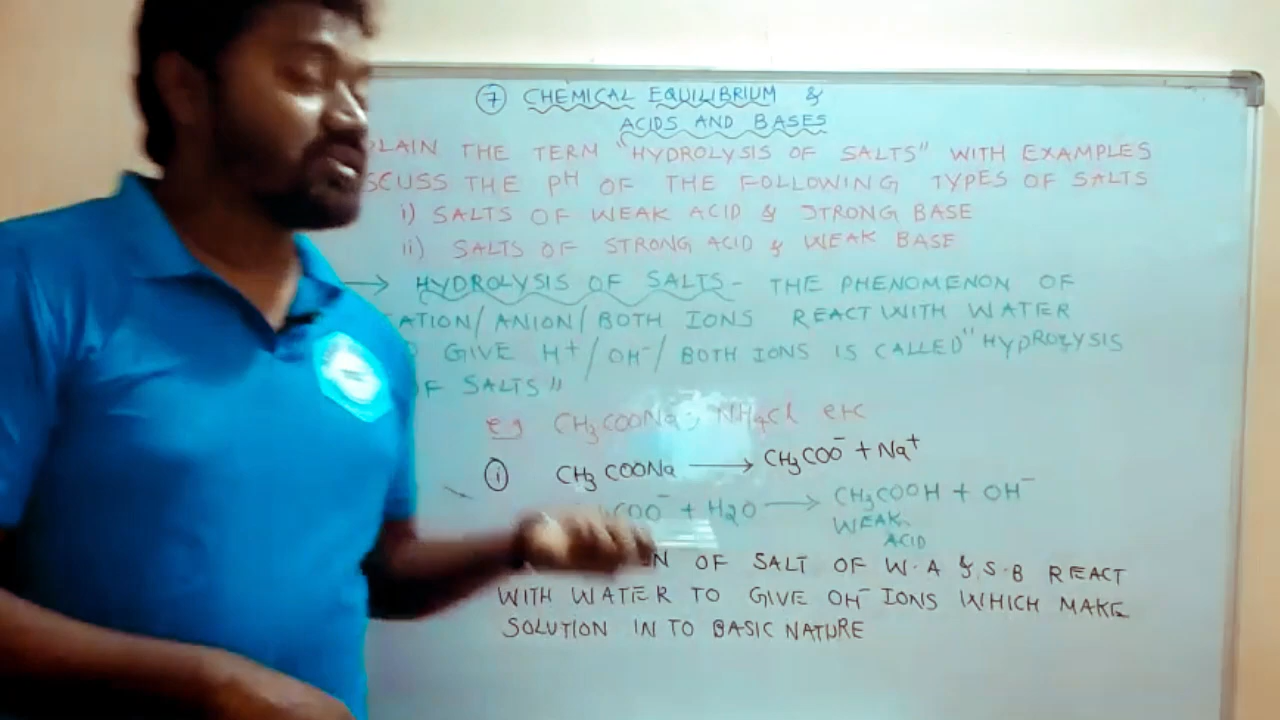 ⑦ CHEMICAL EQUILIBRIUM &
ACIDS AND BASES
LAIN THE TERM "HYDROLYSIS OF SALTS" WITH EXAMPLES
SCUSS THE PH OF THE FOLLOWING TYPES OF SALTS
i) SALTS OF WEAK ACID & STRONG BASE
ii) SALTS OF STRONG ACID & WEAK BASE
→ HYDROLYSIS OF SALTS - THE PHENOMENON OF
ATION/ANION/BOTH IONS REACT WITH WATER
GIVE H⁺/OH⁻/BOTH IONS IS CALLED "HYDROLYSIS
F SALTS"
eg CH₃COONa, NH₄Cl etc
① CH₃COONa → CH₃COO⁻ + Na⁺
COO⁻ + H₂O → CH₃COOH + OH⁻
WEAK
ACID
N OF SALT OF W.A & S.B REACT
WITH WATER TO GIVE OH⁻ IONS WHICH MAKE
SOLUTION IN TO BASIC NATURE